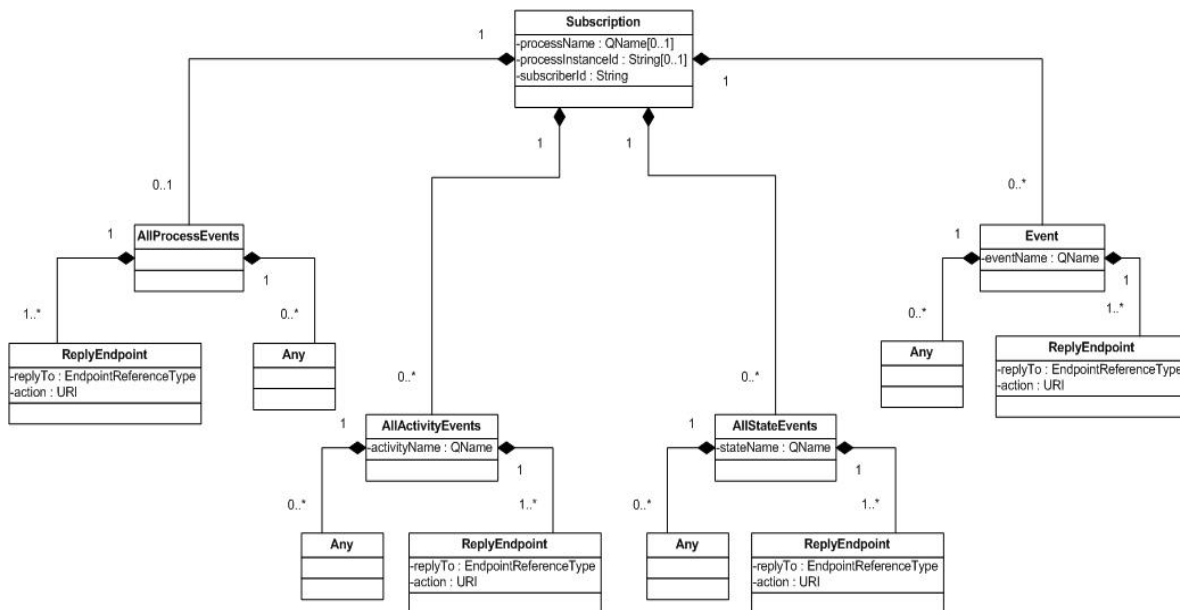 Subscription
-processName : QName[0..1]
-processInstanceId : String[0..1]
-subscriberId : String
1
1
1
1
0..1
0..*
AllProcessEvents
1
1
1..*
0..*
ReplyEndpoint
-replyTo : EndpointReferenceType
-action : URI
Any
Event
-eventName : QName
1
1
0..*
1..*
Any
ReplyEndpoint
-replyTo : EndpointReferenceType
-action : URI
0..*
0..*
AllActivityEvents
-activityName : QName
1
1
0..*
1..*
Any
ReplyEndpoint
-replyTo : EndpointReferenceType
-action : URI
AllStateEvents
-stateName : QName
1
1
0..*
1..*
Any
ReplyEndpoint
-replyTo : EndpointReferenceType
-action : URI